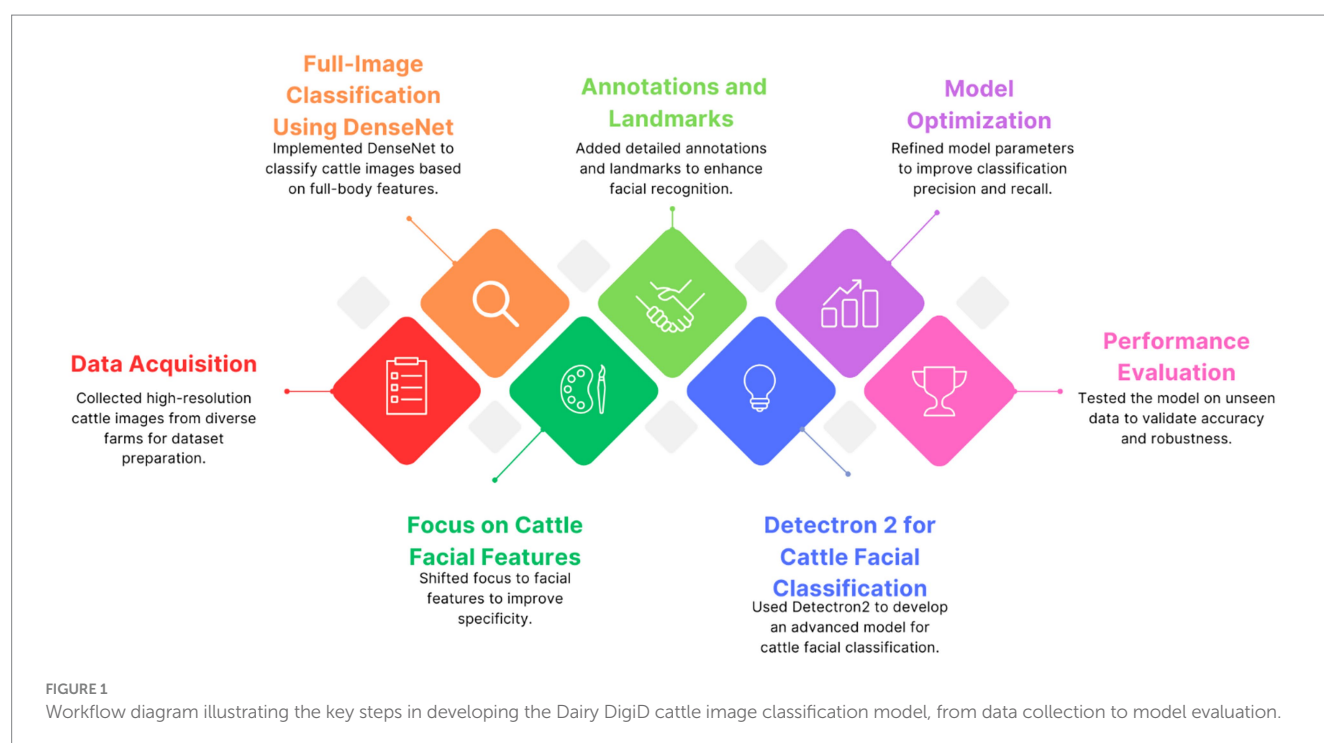 Full-Image
Classification
Using DenseNet
Implemented DenseNet to
classify cattle images based
on full-body features.
Annotations and
Landmarks
Added detailed annotations
and landmarks to enhance
facial recognition.
Model
Optimization
Refined model parameters
to improve classification
precision and recall.
Data Acquisition
Collected high-resolution
cattle images from diverse
farms for dataset
preparation.
Performance
Evaluation
Tested the model on unseen
data to validate accuracy
and robustness.
Focus on Cattle
Facial Features
Shifted focus to facial
features to improve
specificity.
Detectron 2 for
Cattle Facial
Classification
Used Detectron2 to develop
an advanced model for
cattle facial classification.
FIGURE 1
Workflow diagram illustrating the key steps in developing the Dairy DigiD cattle image classification model, from data collection to model evaluation.